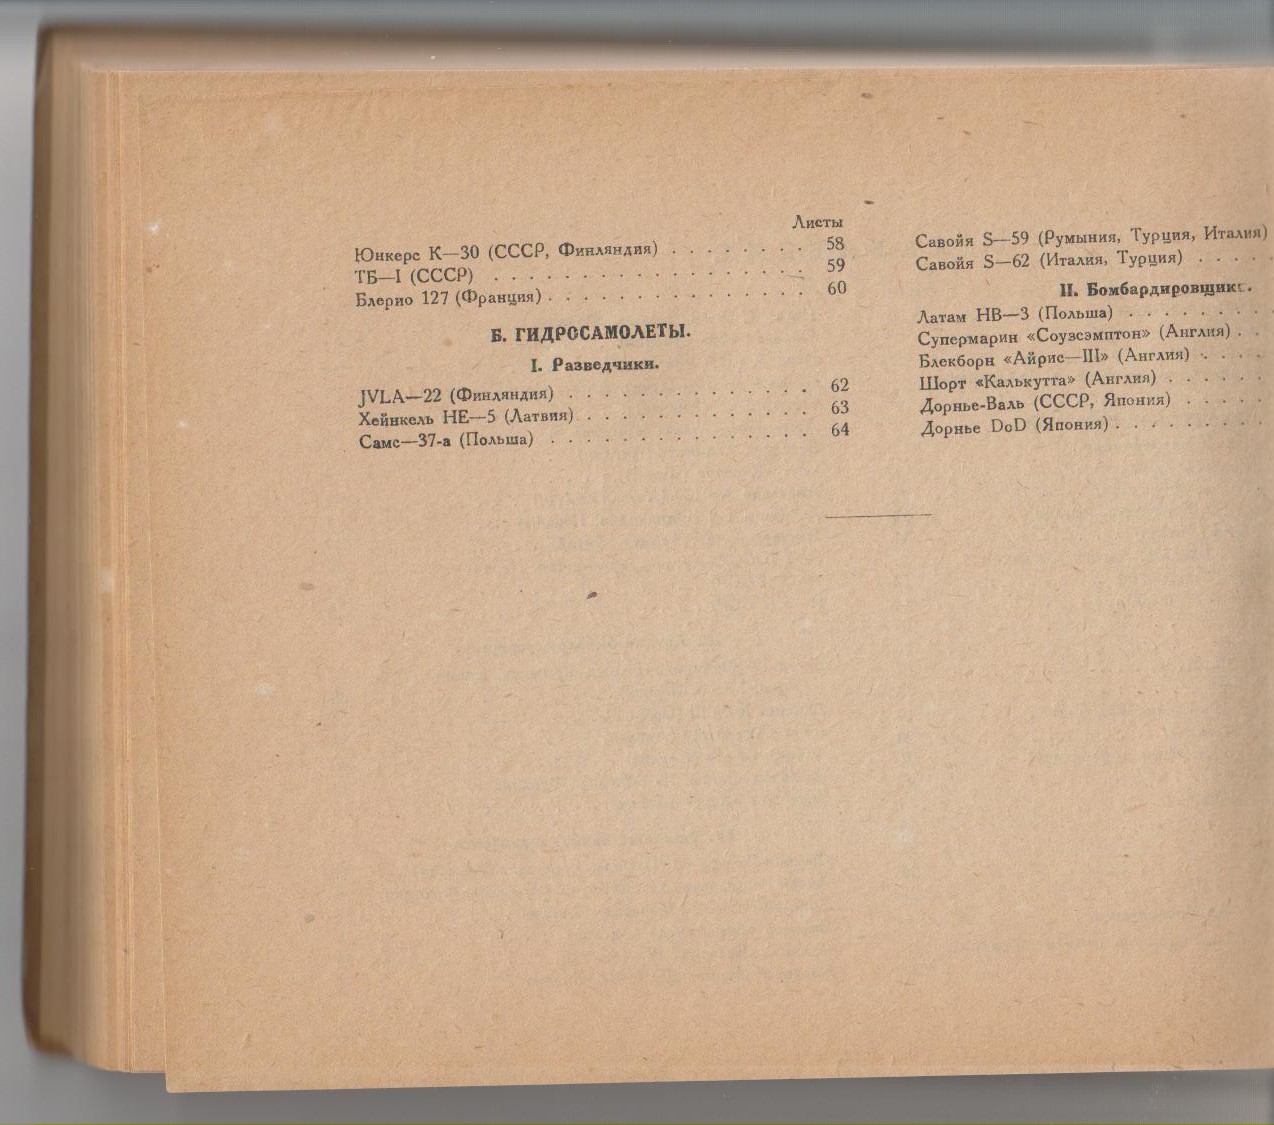 Листы
Юнкерс К—30 (СССР, Финляндия) . . . . . . . . 58
ТБ—I (СССР) . . . . . . . . . . . . . . . . . . 59
Блерио 127 (Франция) . . . . . . . . . . . . . . . 60
Б. ГИДРОСАМОЛЕТЫ.
I. Разведчики.
JVLA—22 (Финляндия) . . . . . . . . . . . . . . 62
Хейнкель НЕ—5 (Латвия) . . . . . . . . . . . . . 63
Самс—37-а (Польша) . . . . . . . . . . . . . . . 64
Савойя S—59 (Румыния, Турция, Италия)
Савойя S—62 (Италия, Турция) . . . . .
II. Бомбардировщики.
Латам НВ—3 (Польша) . . . . . . . . .
Супермарин «Соузсэмптон» (Англия) . .
Блекборн «Айрис—III» (Англия) . . . .
Шорт «Калькутта» (Англия) . . . . . .
Дорнье-Валь (СССР, Япония) . . . . .
Дорнье DoD (Япония) . . . . . . . . .